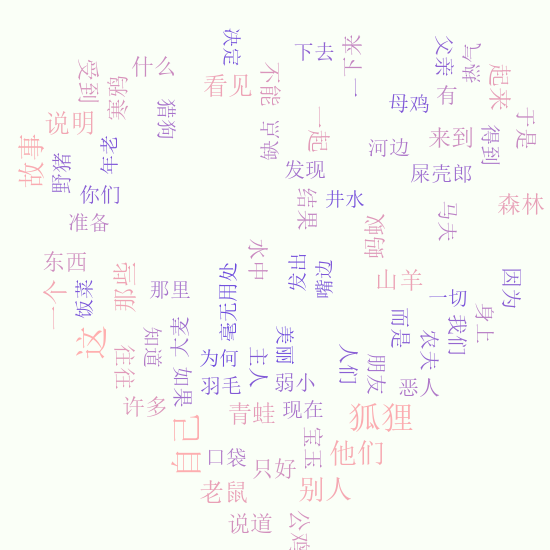 决定
下去
下来
父亲
生气
什么
受到
寒鸦
看见
不能
一
起来
母鸡
有
猎狗
说明
缺点
一起
来到
得到
于是
故事
野猪
年老
河边
发现
屎壳郎
你们
结果
井水
森林
准备
蚂蚁
马夫
东西
水中
那些
那里
毫无用处
发出
嘴边
山羊
一切
因为
一个
饭菜
身上
这
往往
知道
大麦
美丽
而是
农夫
我们
为何
主人
人们
朋友
如果
羽毛
弱小
恶人
许多
青蛙
现在
狐狸
自己
口袋
只好
宝玉
他们
老鼠
别人
说道
公鸡